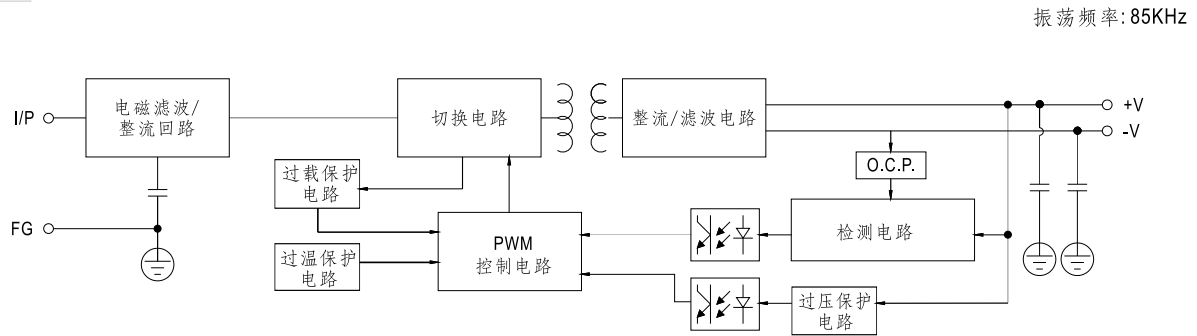 振荡频率: 85KHz
I/P
电磁滤波/
整流回路
切换电路
整流/滤波电路
+V
-V
O.C.P.
过载保护
电路
FG
PWM
控制电路
检测电路
过温保护
电路
过压保护
电路